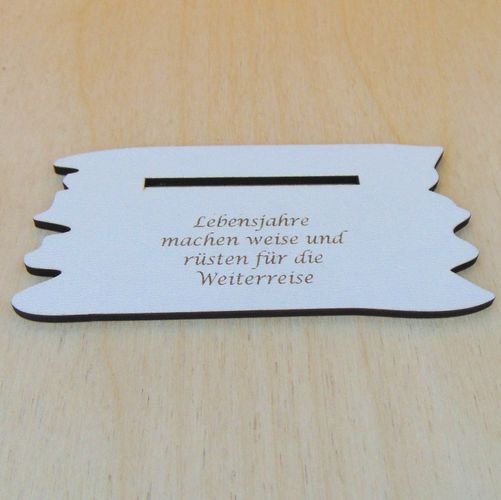 Lebensjahre
machen weise und
rüsten für die
Weiterreise